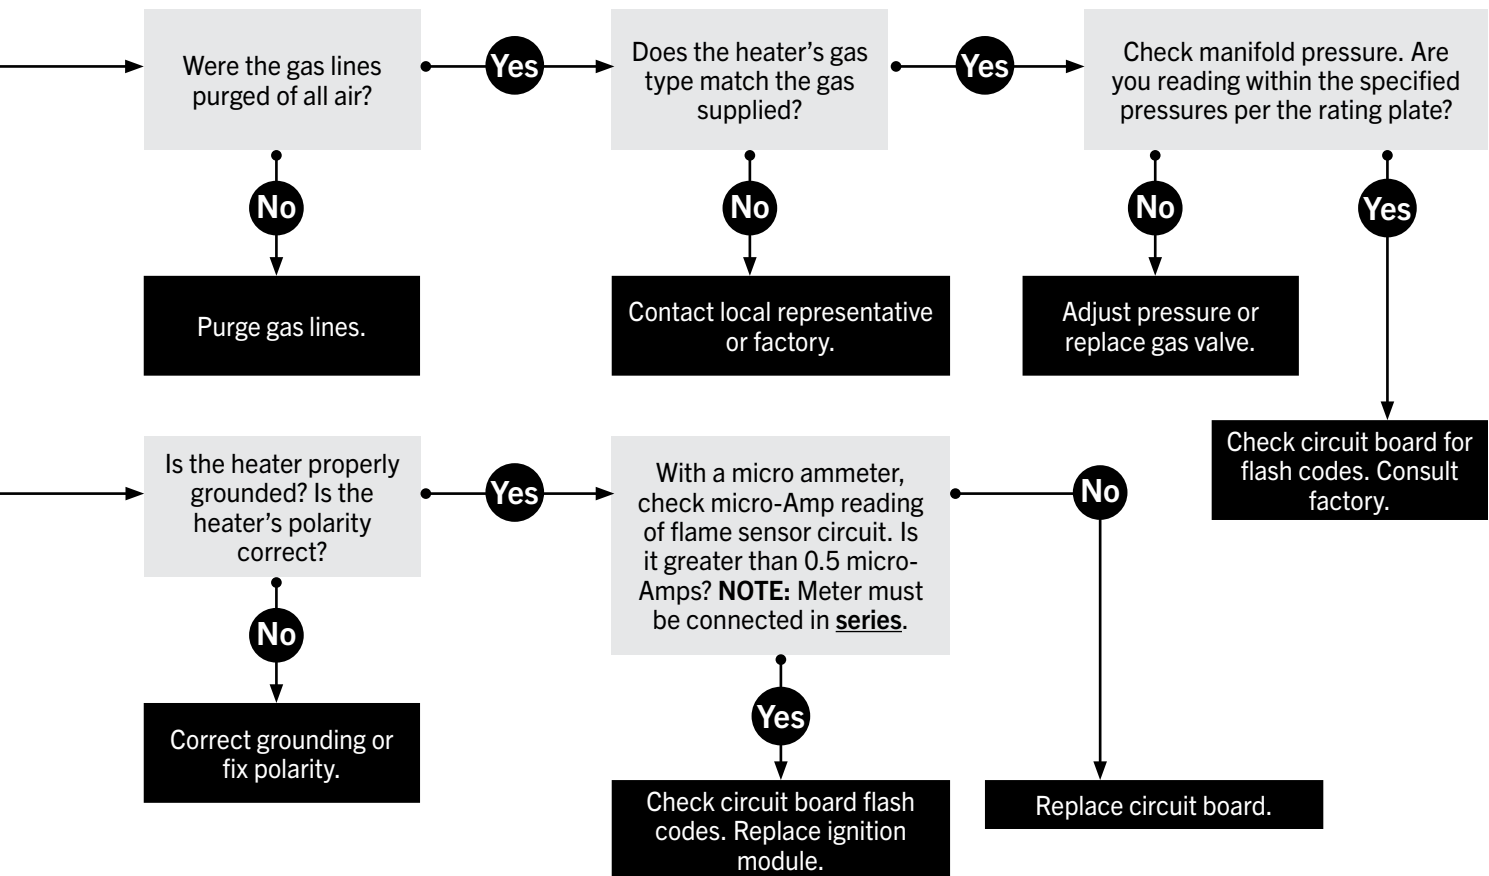 Were the gas lines
purged of all air?
Yes
Does the heater’s gas
type match the gas
supplied?
Yes
Check manifold pressure. Are
you reading within the specified
pressures per the rating plate?
No
No
No
Yes
Purge gas lines.
Contact local representative
or factory.
Adjust pressure or
replace gas valve.
Check circuit board for
flash codes. Consult
factory.
Is the heater properly
grounded? Is the
heater’s polarity
correct?
Yes
With a micro ammeter,
check micro-Amp reading
of flame sensor circuit. Is
it greater than 0.5 micro-
Amps? NOTE: Meter must
be connected in series.
No
No
Yes
Correct grounding or
fix polarity.
Check circuit board flash
codes. Replace ignition
module.
Replace circuit board.